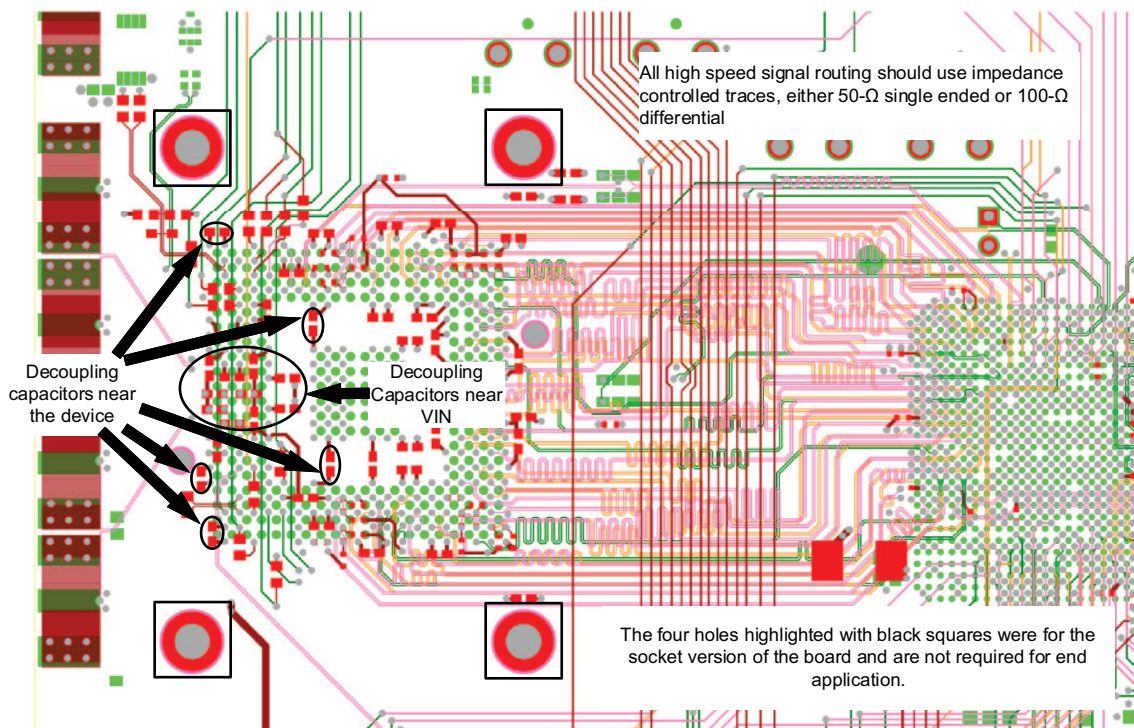 All high speed signal routing should use impedance
controlled traces, either 50-Ω single ended or 100-Ω
differential
Decoupling
capacitors near
the device
Decoupling
Capacitors near
VIN
The four holes highlighted with black squares were for the
socket version of the board and are not required for end
application.